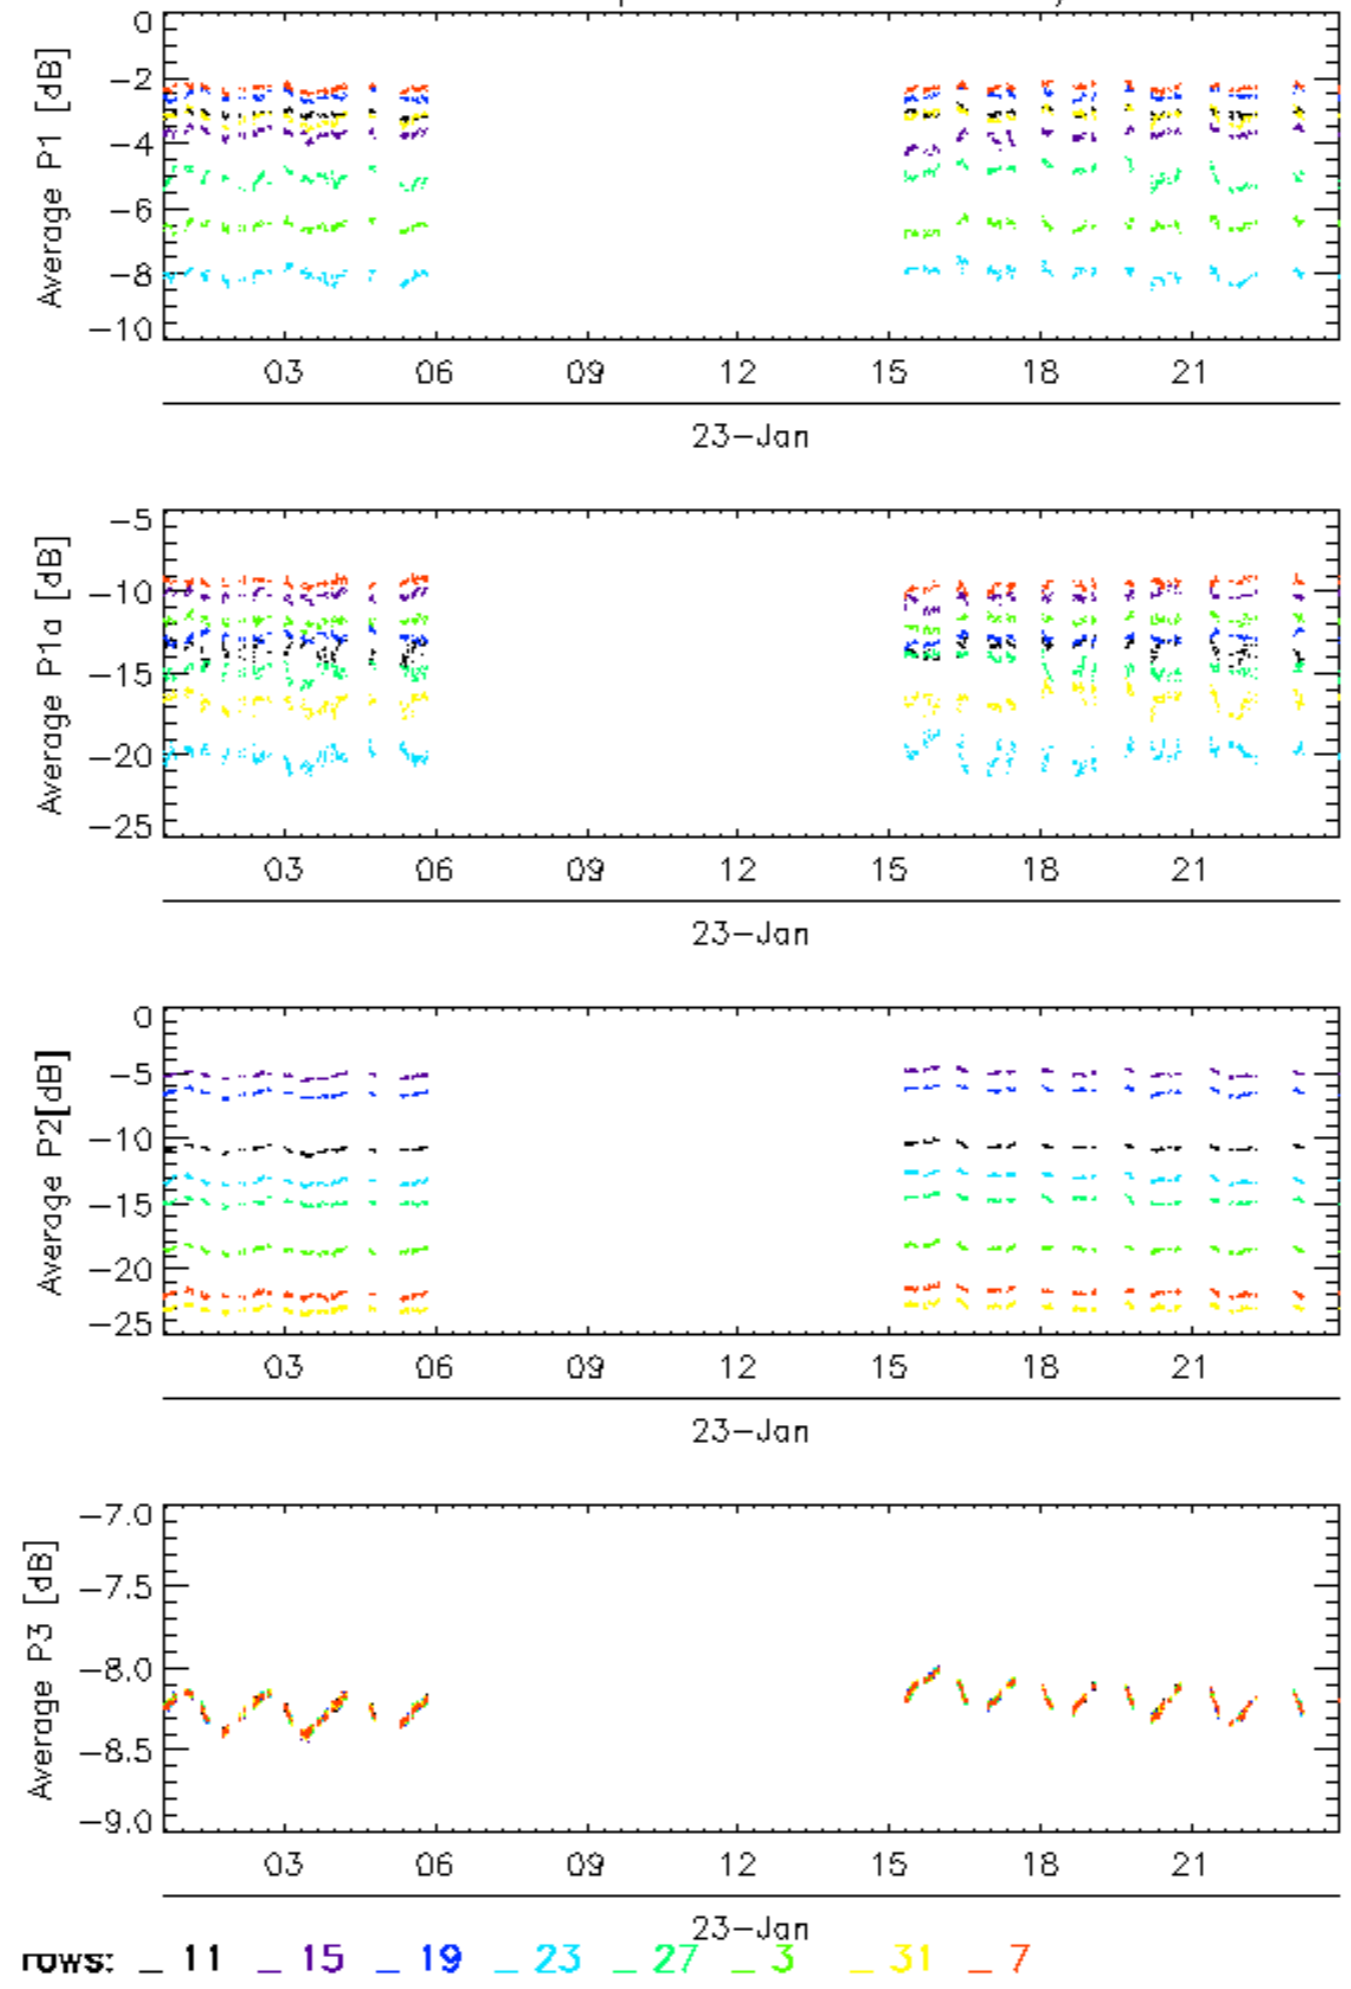 0
−2
−4
−6
−8
−10
Average P1 [dB]
03 06 09 12 15 18 21
23−Jan
−5
−10
−15
−20
−25
Average P1a [dB]
03 06 09 12 15 18 21
23−Jan
0
−5
−10
−15
−20
−25
Average P2[dB]
03 06 09 12 15 18 21
23−Jan
−7.0
−7.5
−8.0
−8.5
−9.0
Average P3 [dB]
03 06 09 12 15 18 21
23−Jan
rows: _ 11 _ 15 _ 19 _ 23 _ 27 _ 3 _ 31 _ 7